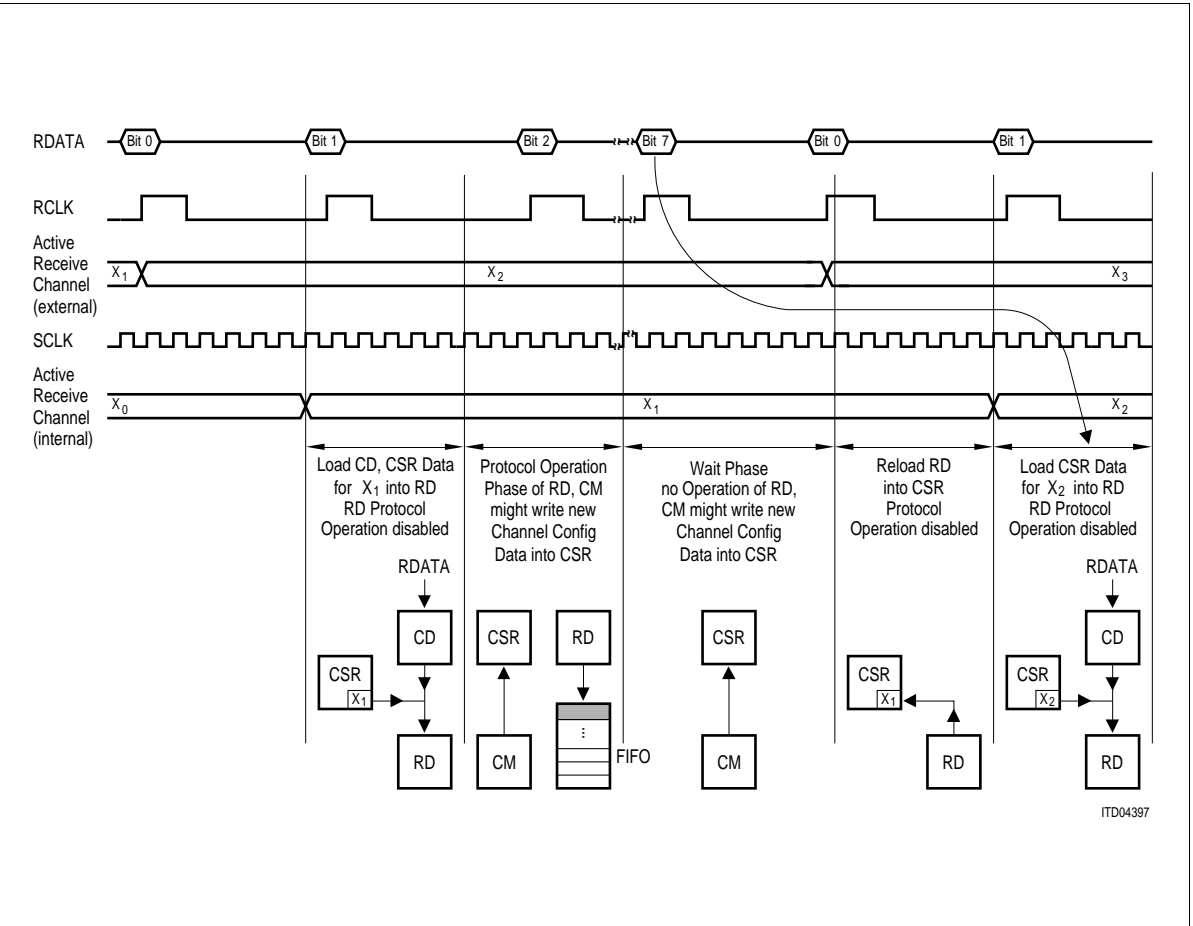 RDATA
Bit 0
Bit 1
Bit 2
Bit 7
Bit 0
Bit 1
RCLK
Active
Receive
Channel
(external)
X1
X2
X3
SCLK
Active
Receive
Channel
(internal)
X0
X1
X2
Load CD, CSR Data
for X1 into RD
RD Protocol
Operation disabled
Protocol Operation
Phase of RD, CM
might write new
Channel Config
Data into CSR
Wait Phase
no Operation of RD,
CM might write new
Channel Config
Data into CSR
Reload RD
into CSR
Protocol
Operation disabled
Load CSR Data
for X2 into RD
RD Protocol
Operation disabled
RDATA
CD
CSR
X1
RD
CSR
CM
RD
FIFO
CSR
CM
CSR
X1
RD
RDATA
CD
CSR
X2
RD
ITD04397